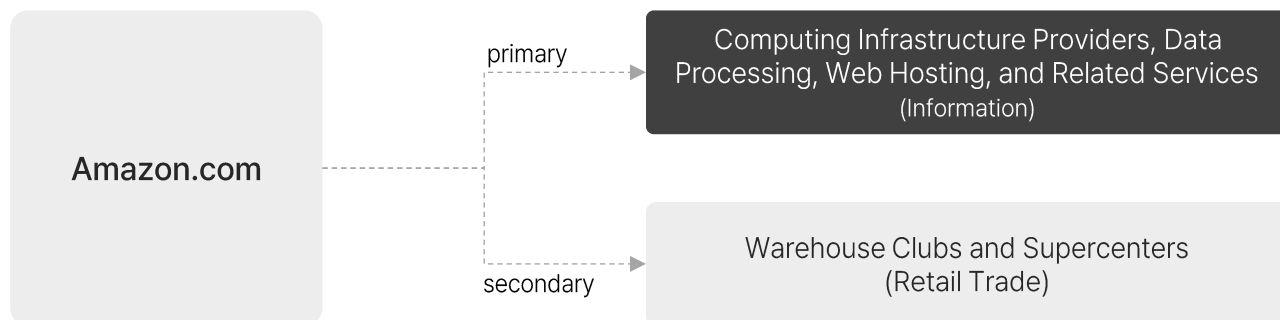 Amazon.com
primary
Computing Infrastructure Providers, Data
Processing, Web Hosting, and Related Services
(Information)
secondary
Warehouse Clubs and Supercenters
(Retail Trade)